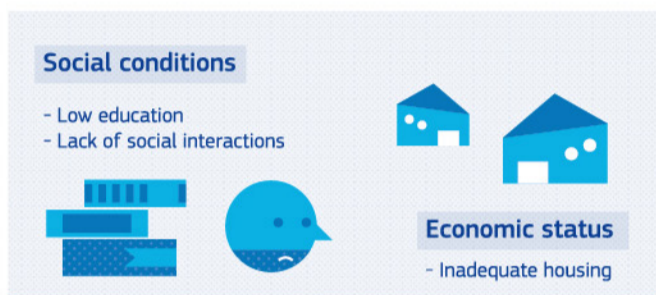 Social conditions
- Low education
- Lack of social interactions
Economic status
- Inadequate housing